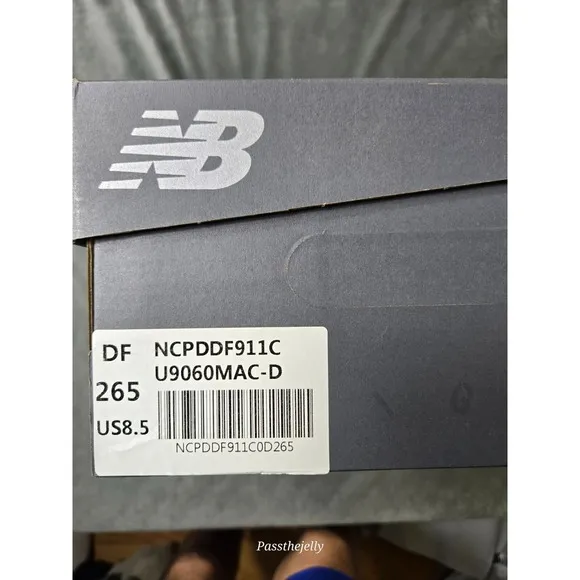 NB
DF
265
US8.5
NCPDDF911C
U9060MAC-D
NCPDDF911C0D265
Passthejelly